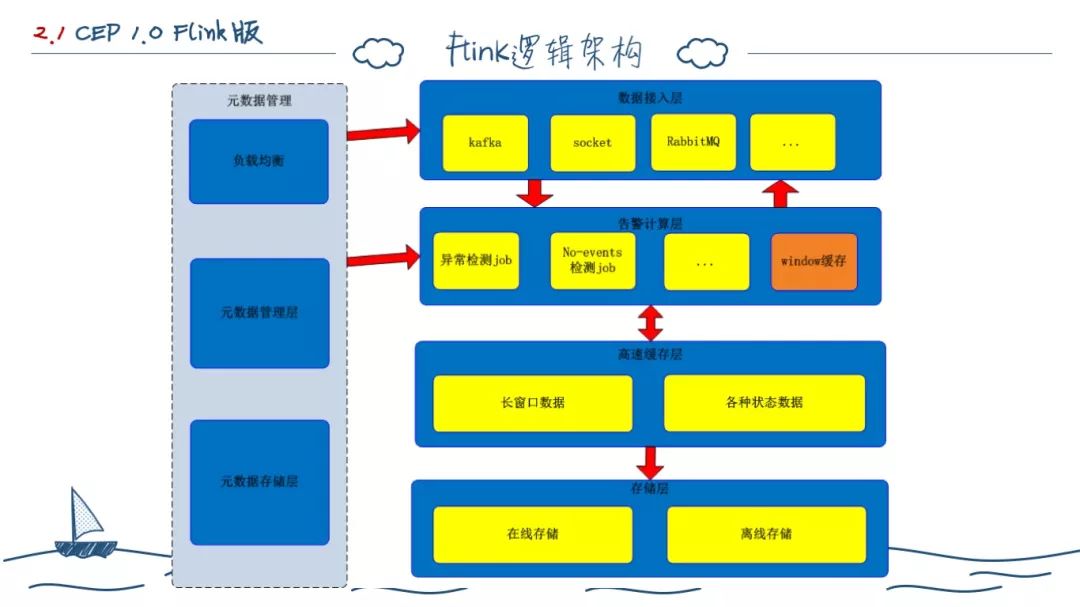 2.1 CEP 1.0 Flink版
Flink逻辑架构
元数据管理
负载均衡
元数据管理层
元数据存储层
数据接入层
kafka
socket
RabbitMQ
...
告警计算层
异常检测job
No-events
检测job
...
window缓存
高速缓存层
长窗口数据
各种状态数据
存储层
在线存储
离线存储